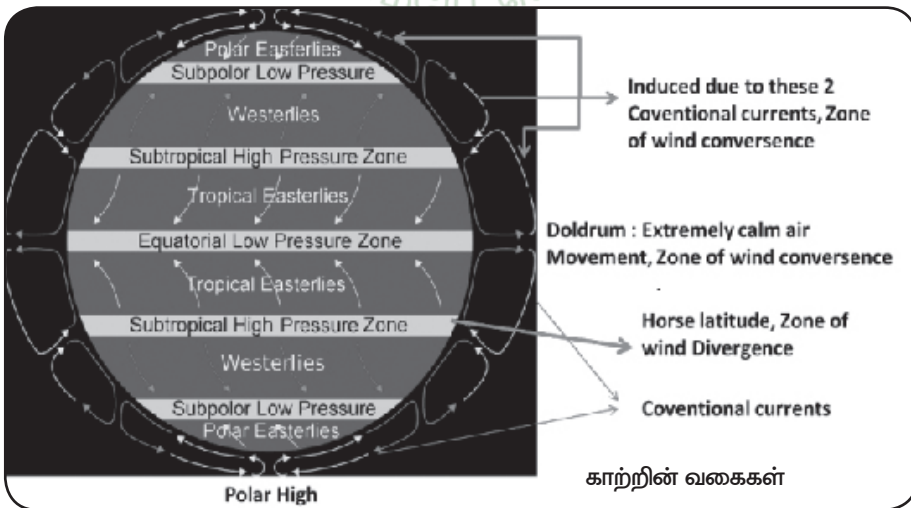 Polar Easterlies
Subpolor Low Pressure
Westerlies
Subtropical High Pressure Zone
Tropical Easterlies
Equatorial Low Pressure Zone
Tropical Easterlies
Subtropical High Pressure Zone
Westerlies
Subpolor Low Pressure
Polar Easterlies
Polar High
Induced due to these 2
Coventional currents, Zone
of wind conversence
Doldrum : Extremely calm air
Movement, Zone of wind conversence
Horse latitude, Zone of
wind Divergence
Coventional currents
காற்றின் வகைகள்